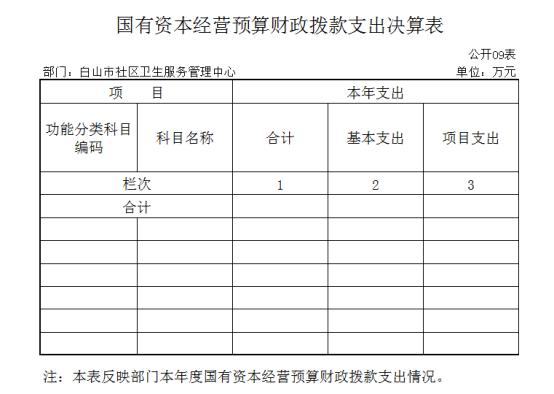 国有资本经营预算财政拨款支出决算表
公开09表
部门：白山市社区卫生服务管理中心 单位：万元
项 目 本年支出
功能分类科目编码 科目名称 合计 基本支出 项目支出
栏次 1 2 3
合计
注：本表反映部门本年度国有资本经营预算财政拨款支出情况。